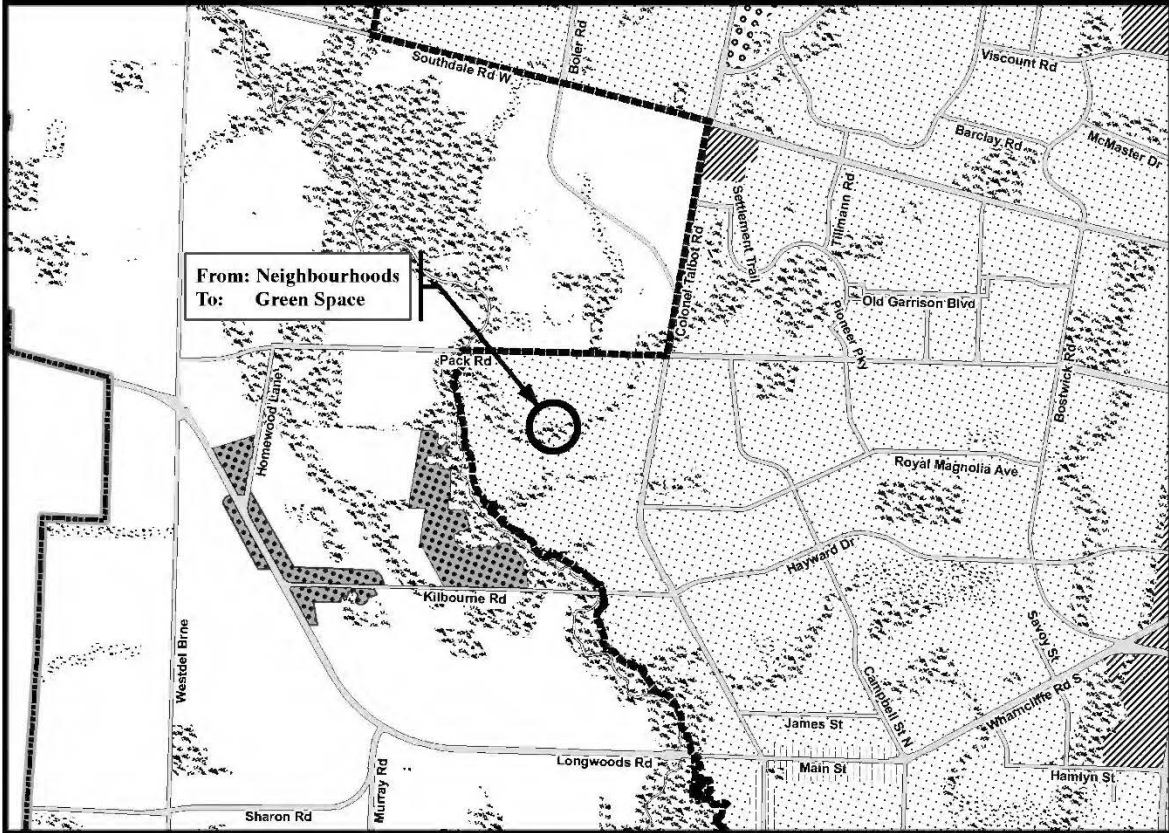 Southdale Rd W
Boler Rd
Viscount Rd
Barclay Rd
McMaster Dr
Settlement Trail
Tillmann Rd
Colonel Talbot Rd
From: Neighbourhoods
To: Green Space
Old Garrison Blvd
Pioneer Pky
Pack Rd
Homewood Lane
Bostwick Rd
Royal Magnolia Ave
Hayward Dr
Kilbourne Rd
Westdel Brne
Savoy St
Campbell St N
Wharncliffe Rd S
James St
Longwoods Rd
Main St
Hamlyn St
Murray Rd
Sharon Rd